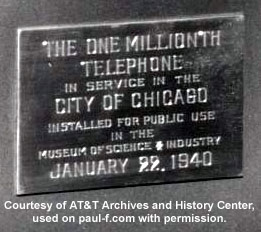 THE ONE MILLIONTH
TELEPHONE
IN SERVICE IN THE
CITY OF CHICAGO
INSTALLED FOR PUBLIC USE
IN THE
MUSEUM OF SCIENCE & INDUSTRY
JANUARY 22, 1940
Courtesy of AT&T Archives and History Center,
used on paul-f.com with permission.